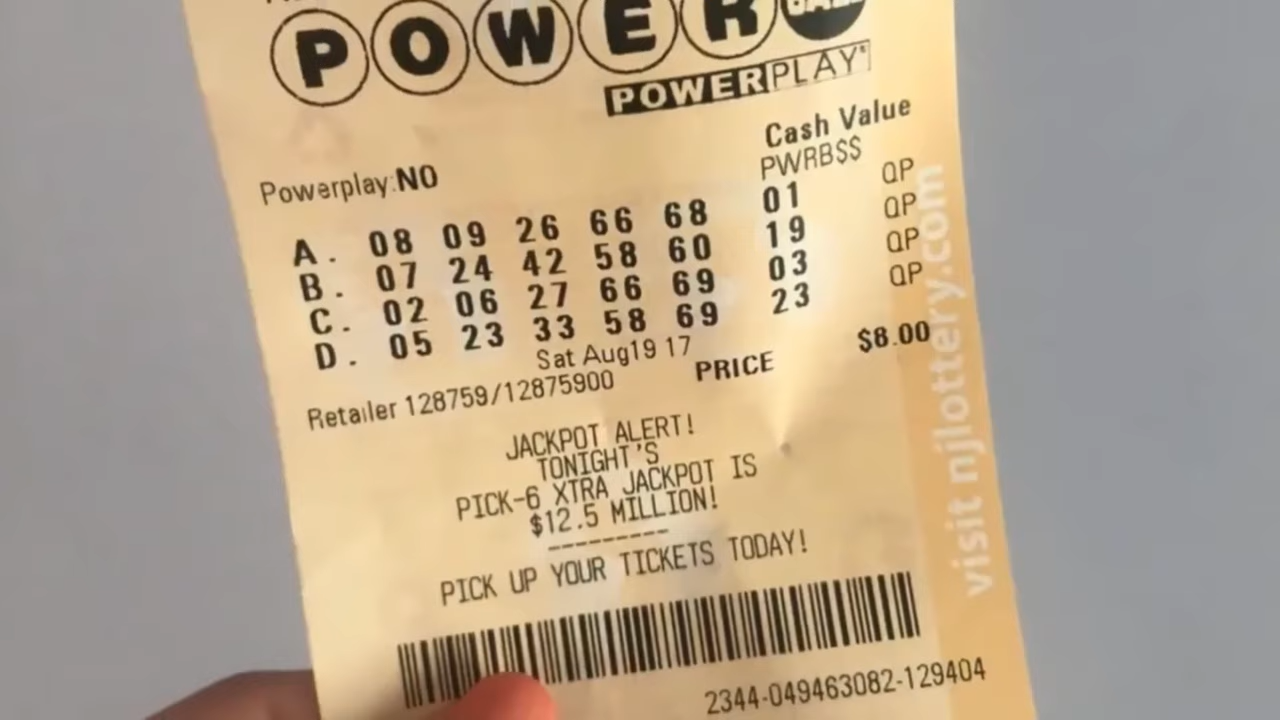 POWER
POWERPLAY
Cash Value
Powerplay:NO PWRB$$
A. 08 09 26 66 68 01 QP
B. 07 24 42 58 60 19 QP
C. 02 06 27 66 69 03 QP
D. 05 23 33 58 69 23 QP
Sat Aug19 17
PRICE $8.00
Retailer 128759/12875900
JACKPOT ALERT!
TONIGHT'S
PICK-6 XTRA JACKPOT IS
$12.5 MILLION!
---------
PICK UP YOUR TICKETS TODAY!
2344-049463082-129404
visit njlottery.com